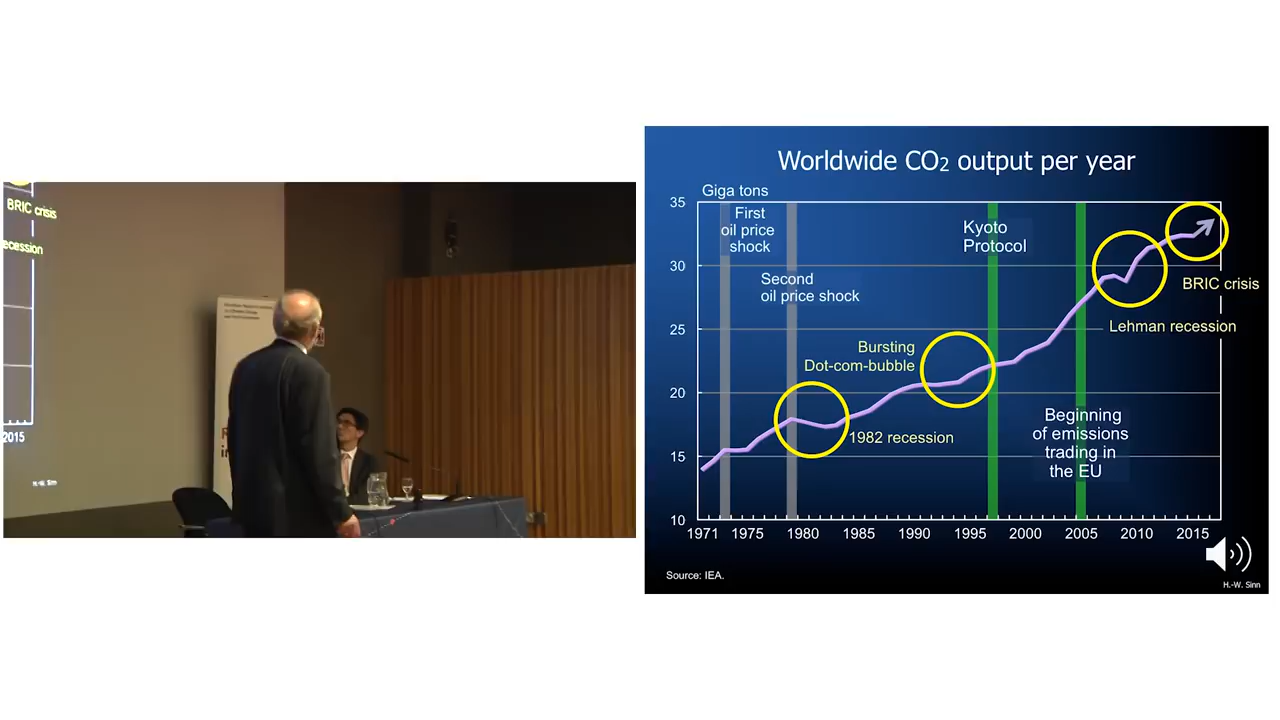 BRIC crisis
ecession
2015
H.-W. Sinn
Worldwide CO2 output per year
Giga tons
35
30
25
20
15
10
First
oil price
shock
Second
oil price shock
Kyoto
Protocol
BRIC crisis
Lehman recession
Bursting
Dot-com-bubble
1982 recession
Beginning
of emissions
trading in
the EU
1971 1975 1980 1985 1990 1995 2000 2005 2010 2015
Source: IEA.
H.-W. Sinn